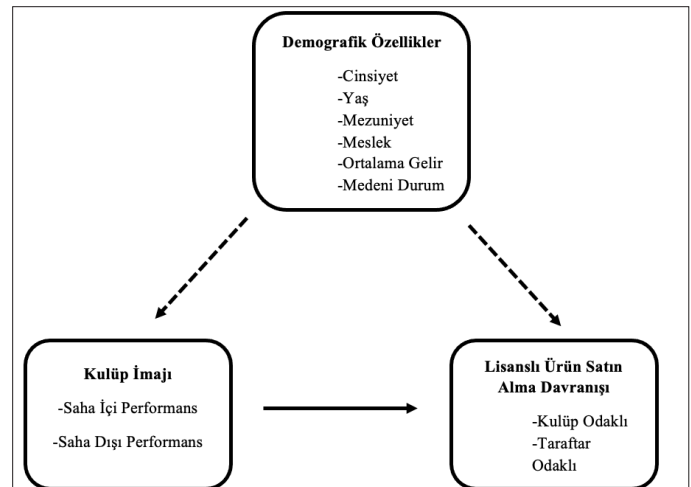 Demografik Özellikler
-Cinsiyet
-Yaş
-Mezuniyet
-Meslek
-Ortalama Gelir
-Medeni Durum
Kulüp İmajı
-Saha İçi Performans
-Saha Dışı Performans
Lisanslı Ürün Satın
Alma Davranışı
-Kulüp Odaklı
-Taraftar
Odaklı